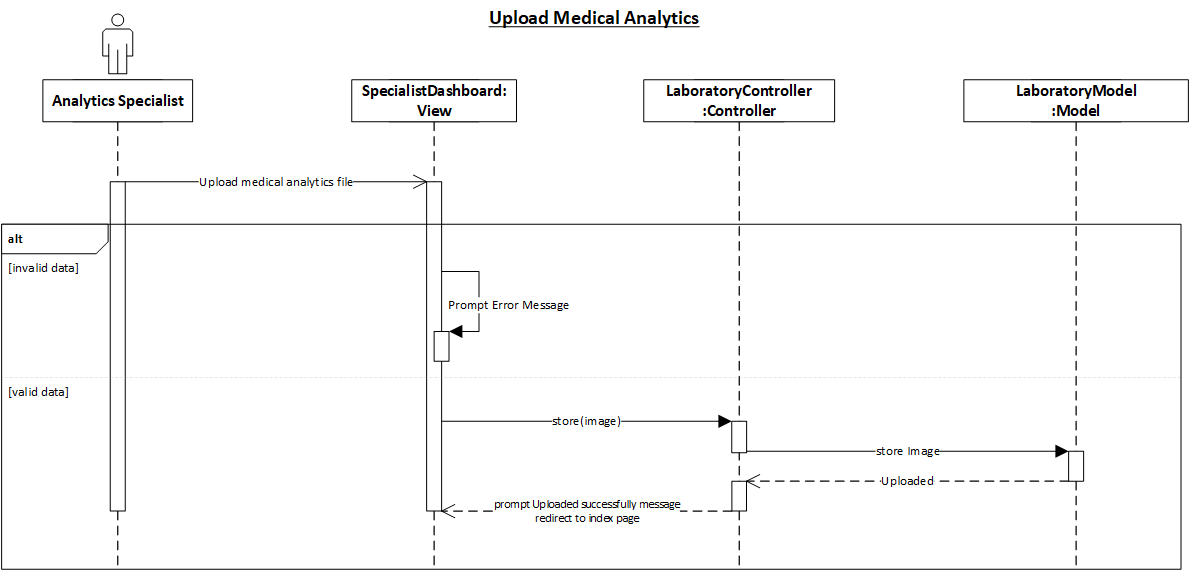 Upload Medical Analytics
Analytics Specialist
SpecialistDashboard:
View
LaboratoryController
:Controller
LaboratoryModel
:Model
Upload medical analytics file
alt
[invalid data]
Prompt Error Message
[valid data]
store(image)
store Image
Uploaded
prompt Uploaded successfully message
redirect to index page